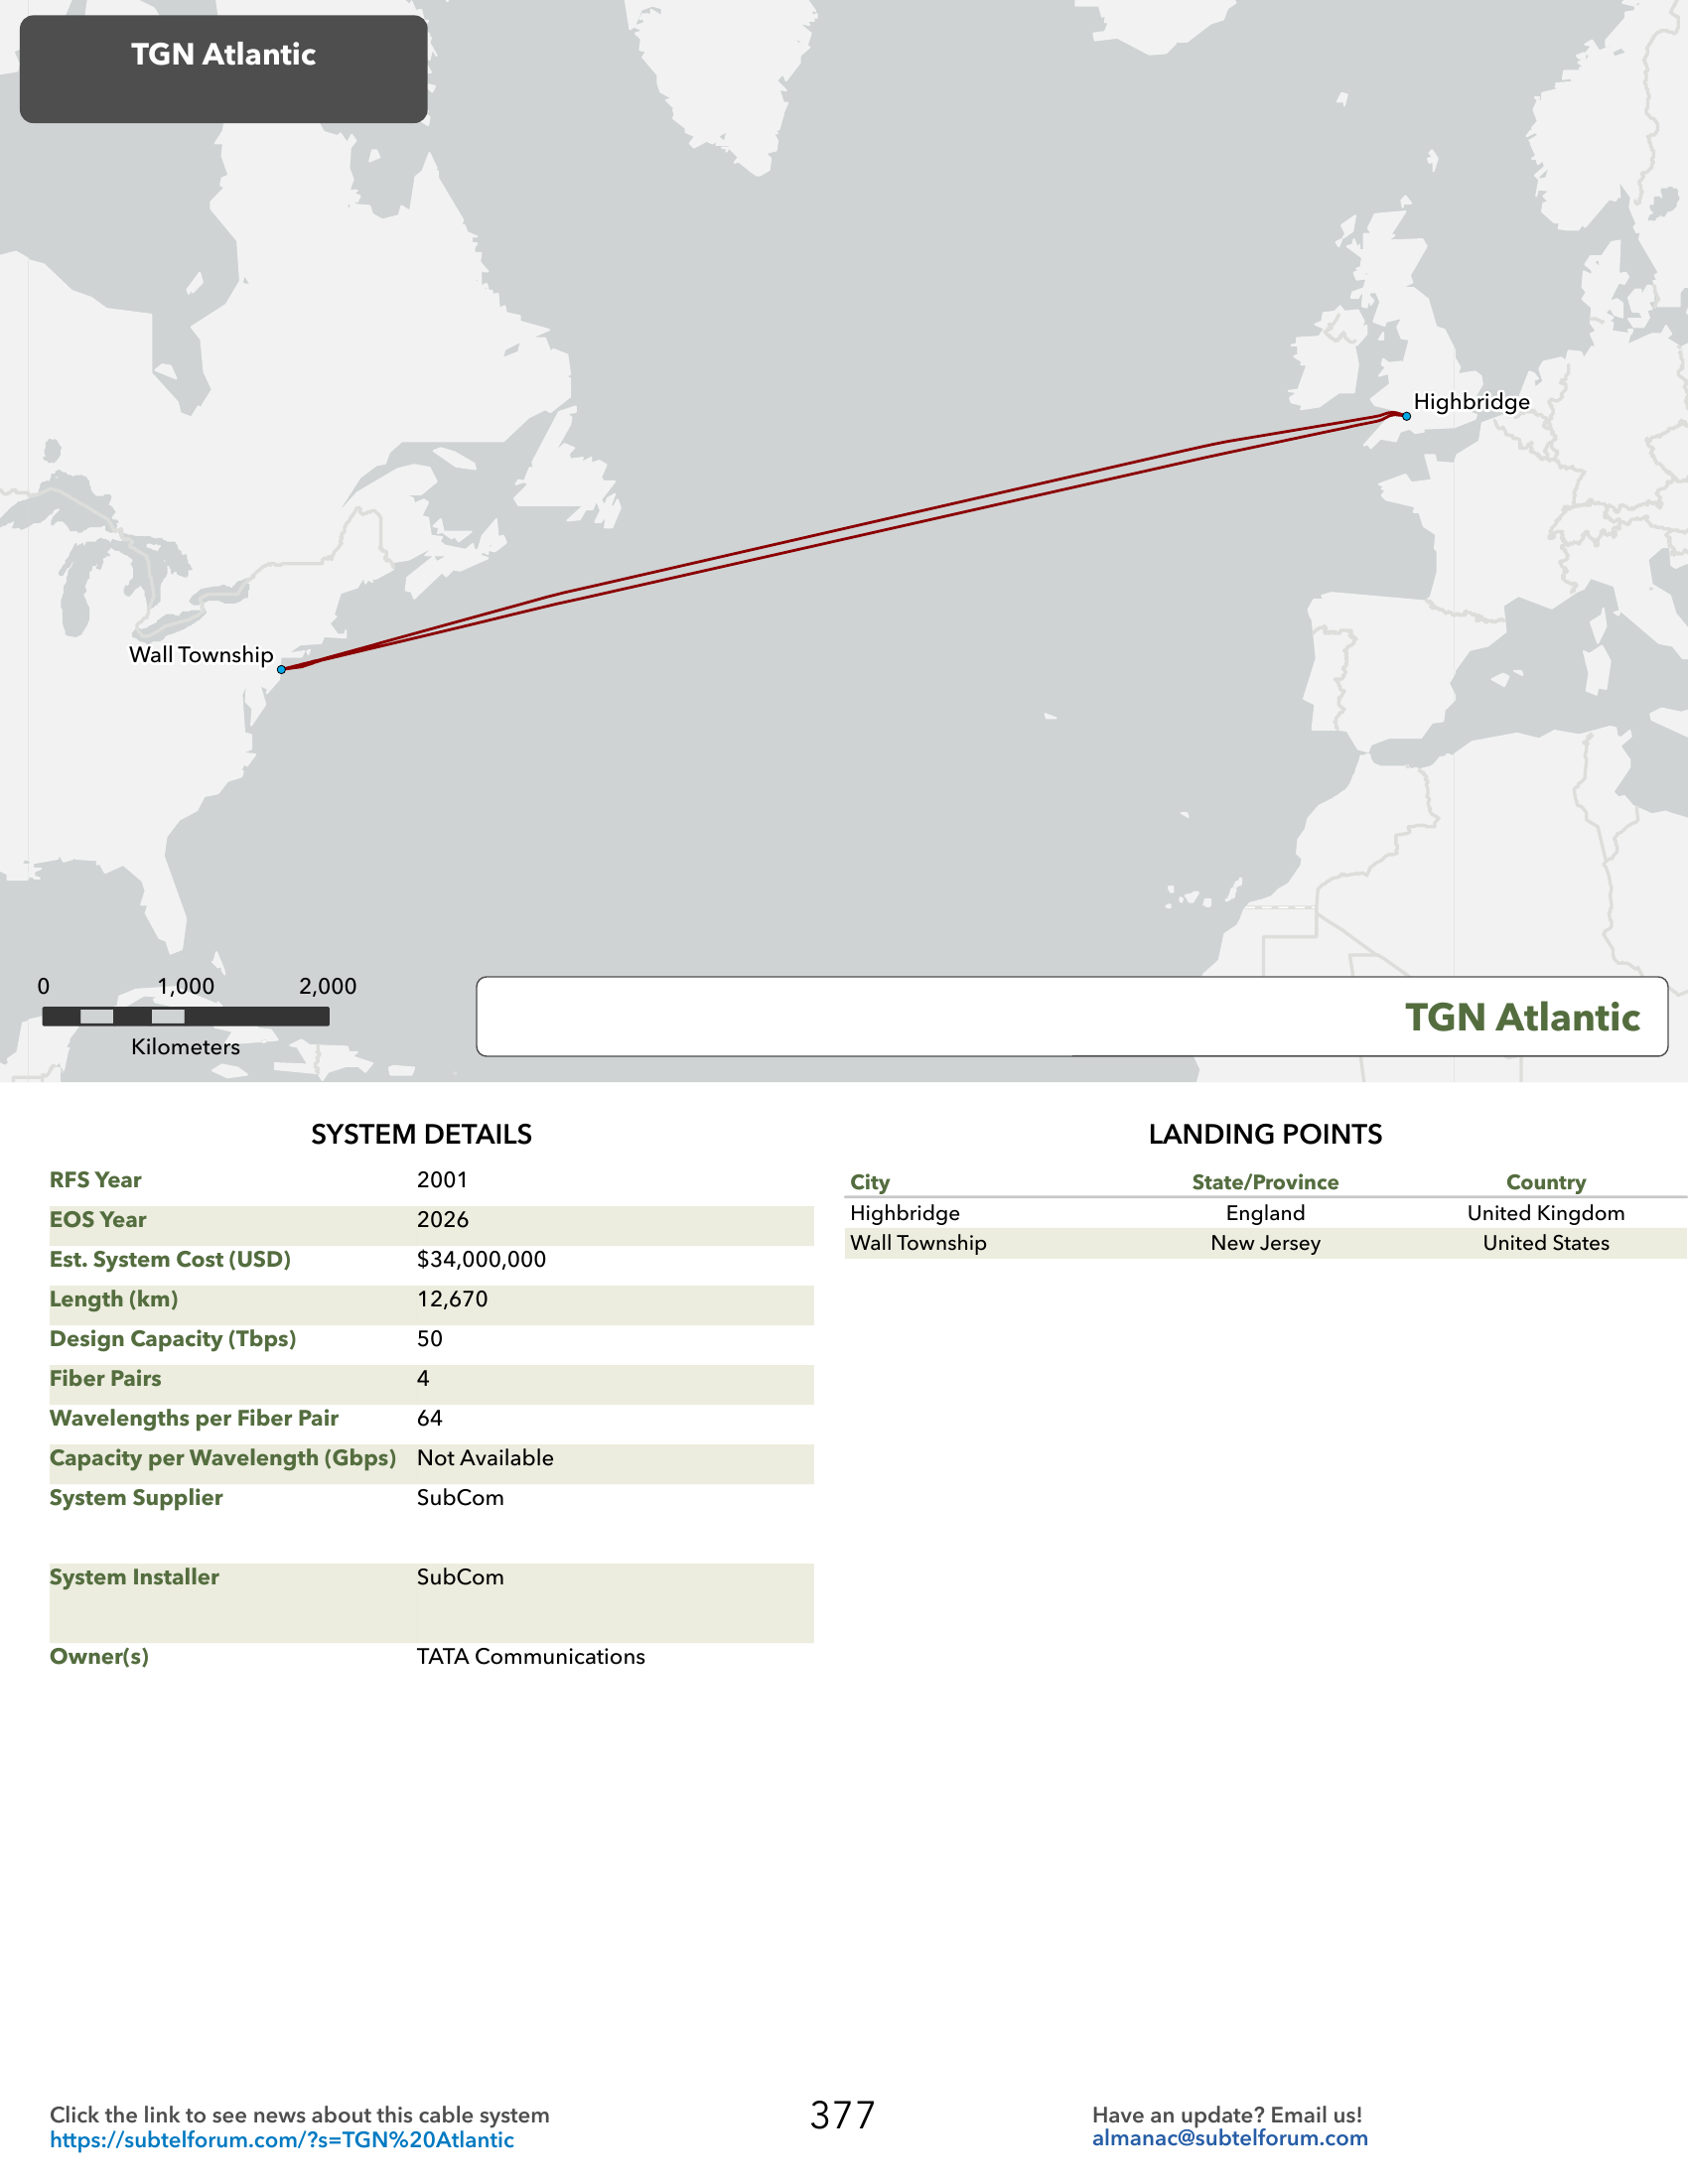 TGN Atlantic
Highbridge
Wall Township
0 1,000 2,000
Kilometers
TGN Atlantic
SYSTEM DETAILS
RFS Year 2001
EOS Year 2026
Est. System Cost (USD) $34,000,000
Length (km) 12,670
Design Capacity (Tbps) 50
Fiber Pairs 4
Wavelengths per Fiber Pair 64
Capacity per Wavelength (Gbps) Not Available
System Supplier SubCom
System Installer SubCom
Owner(s) TATA Communications
LANDING POINTS
City State/Province Country
Highbridge England United Kingdom
Wall Township New Jersey United States
Click the link to see news about this cable system
https://subtelforum.com/?s=TGN%20Atlantic
377
Have an update? Email us!
almanac@subtelforum.com